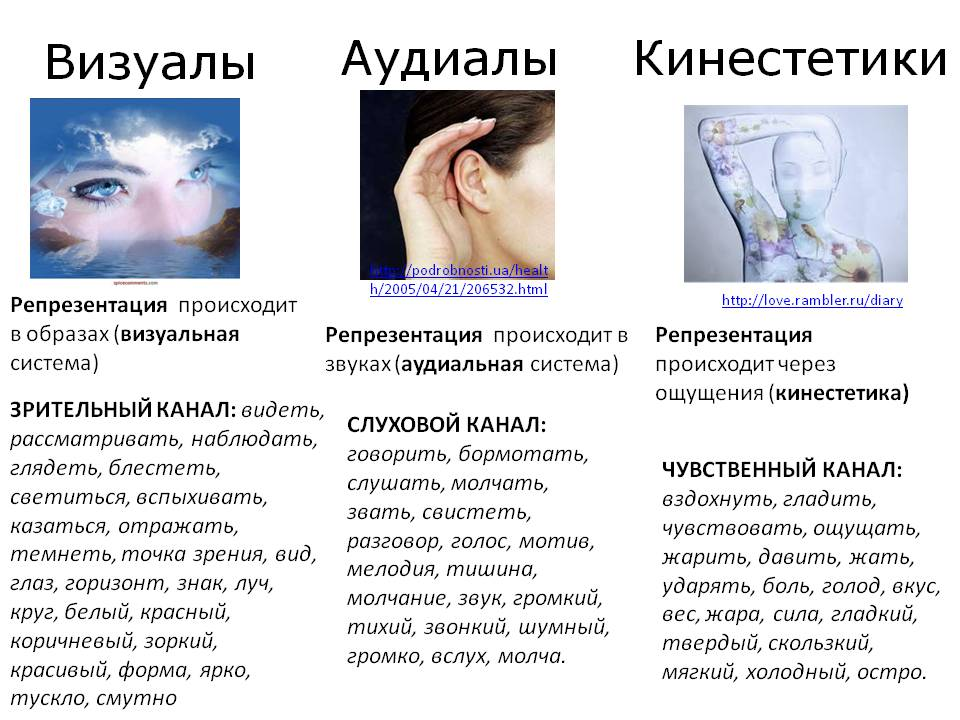 Визуалы
Аудиалы
Кинестетики
spicecomments.com
http://podrobnosti.ua/healt
h/2005/04/21/206532.html
http://love.rambler.ru/diary
Репрезентация происходит
в образах (визуальная
система)
ЗРИТЕЛЬНЫЙ КАНАЛ: видеть,
рассматривать, наблюдать,
глядеть, блестеть,
светиться, вспыхивать,
казаться, отражать,
темнеть, точка зрения, вид,
глаз, горизонт, знак, луч,
круг, белый, красный,
коричневый, зоркий,
красивый, форма, ярко,
тускло, смутно
Репрезентация происходит в
звуках (аудиальная система)
СЛУХОВОЙ КАНАЛ:
говорить, бормотать,
слушать, молчать,
звать, свистеть,
разговор, голос, мотив,
мелодия, тишина,
молчание, звук, громкий,
тихий, звонкий, шумный,
громко, вслух, молча.
Репрезентация
происходит через
ощущения (кинестетика)
ЧУВСТВЕННЫЙ КАНАЛ:
вздохнуть, гладить,
чувствовать, ощущать,
жарить, давить, жать,
ударять, боль, голод, вкус,
вес, жара, сила, гладкий,
твердый, скользкий,
мягкий, холодный, остро.